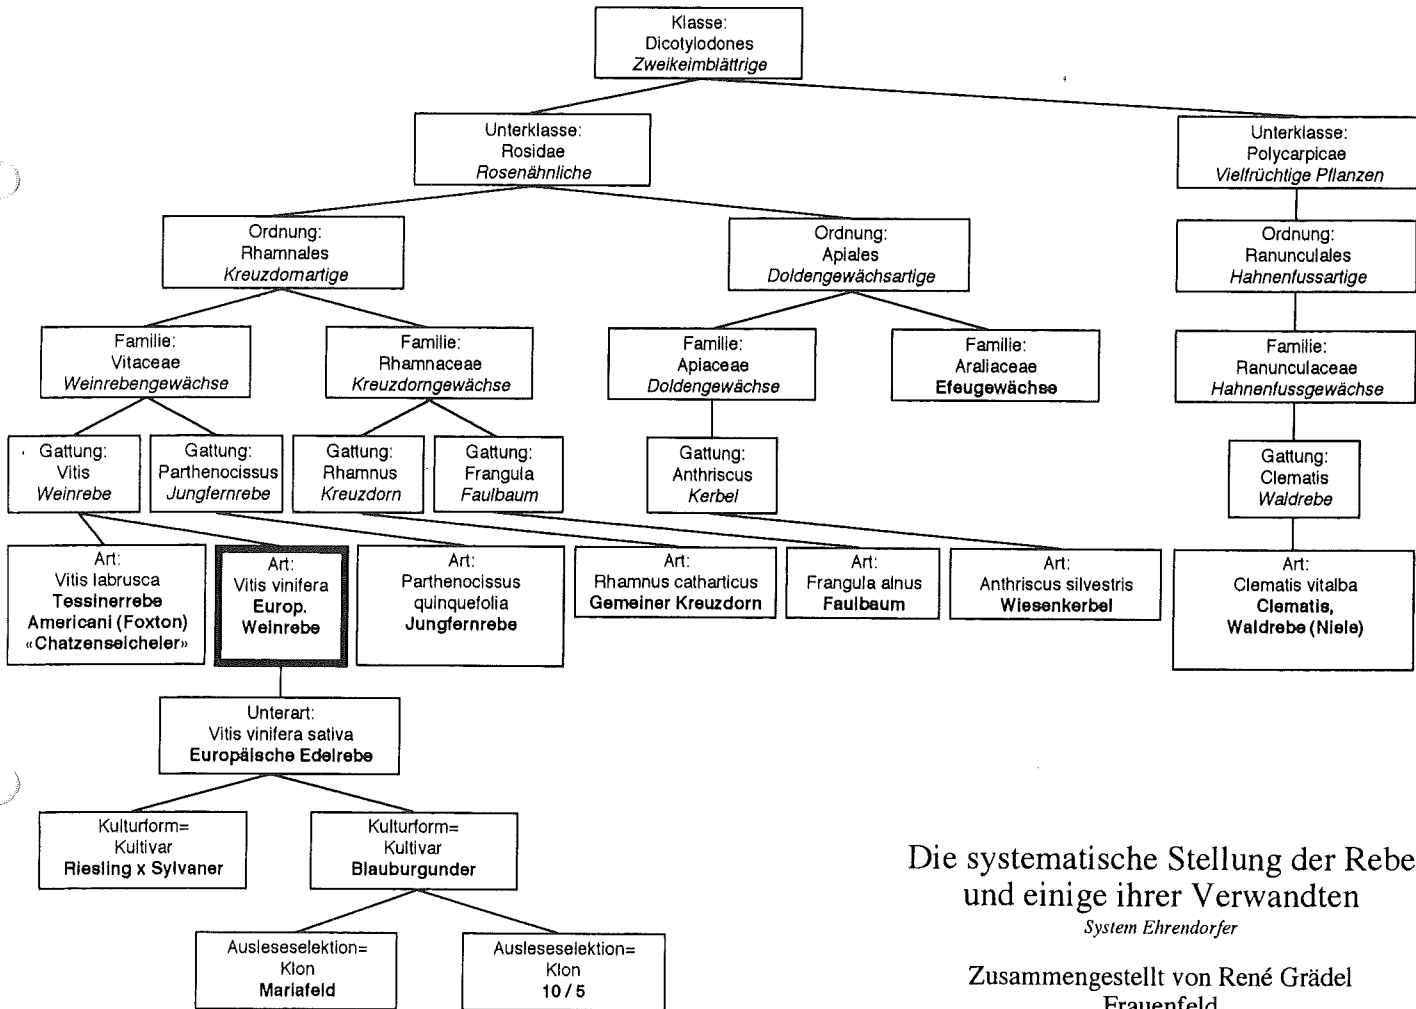 Klasse:
Dicotylodones
Zweikeimblättrige
Unterklasse:
Rosidae
Rosenähnliche
Unterklasse:
Polycarpicae
Vielfrüchtige Pflanzen
Ordnung:
Rhamnales
Kreuzdornartige
Ordnung:
Apiales
Doldengewächsartige
Ordnung:
Ranunculales
Hahnenfussartige
Familie:
Vitaceae
Weinrebengewächse
Familie:
Rhamnaceae
Kreuzdorngewächse
Familie:
Apiaceae
Doldengewächse
Familie:
Araliaceae
Efeugewächse
Familie:
Ranunculaceae
Hahnenfussgewächse
Gattung:
Vitis
Weinrebe
Gattung:
Parthenocissus
Jungfernrebe
Gattung:
Rhamnus
Kreuzdorn
Gattung:
Frangula
Faulbaum
Gattung:
Anthriscus
Kerbel
Gattung:
Clematis
Waldrebe
Art:
Vitis labrusca
Tessinerrebe
Americani (Foxton)
«Chatzenseicheler»
Art:
Vitis vinifera
Europ.
Weinrebe
Art:
Parthenocissus
quinquefolia
Jungfernrebe
Art:
Rhamnus catharticus
Gemeiner Kreuzdorn
Art:
Frangula alnus
Faulbaum
Art:
Anthriscus silvestris
Wiesenkerbel
Art:
Clematis vitalba
Clematis,
Waldrebe (Niele)
Unterart:
Vitis vinifera sativa
Europäische Edelrebe
Kulturform=
Kultivar
Riesling x Sylvaner
Kulturform=
Kultivar
Blauburgunder
Ausleseselektion=
Klon
Mariafeld
Ausleseselektion=
Klon
10 / 5
Die systematische Stellung der Rebe
und einige ihrer Verwandten
System Ehrendorfer
Zusammengestellt von René Grädel
Frauenfeld